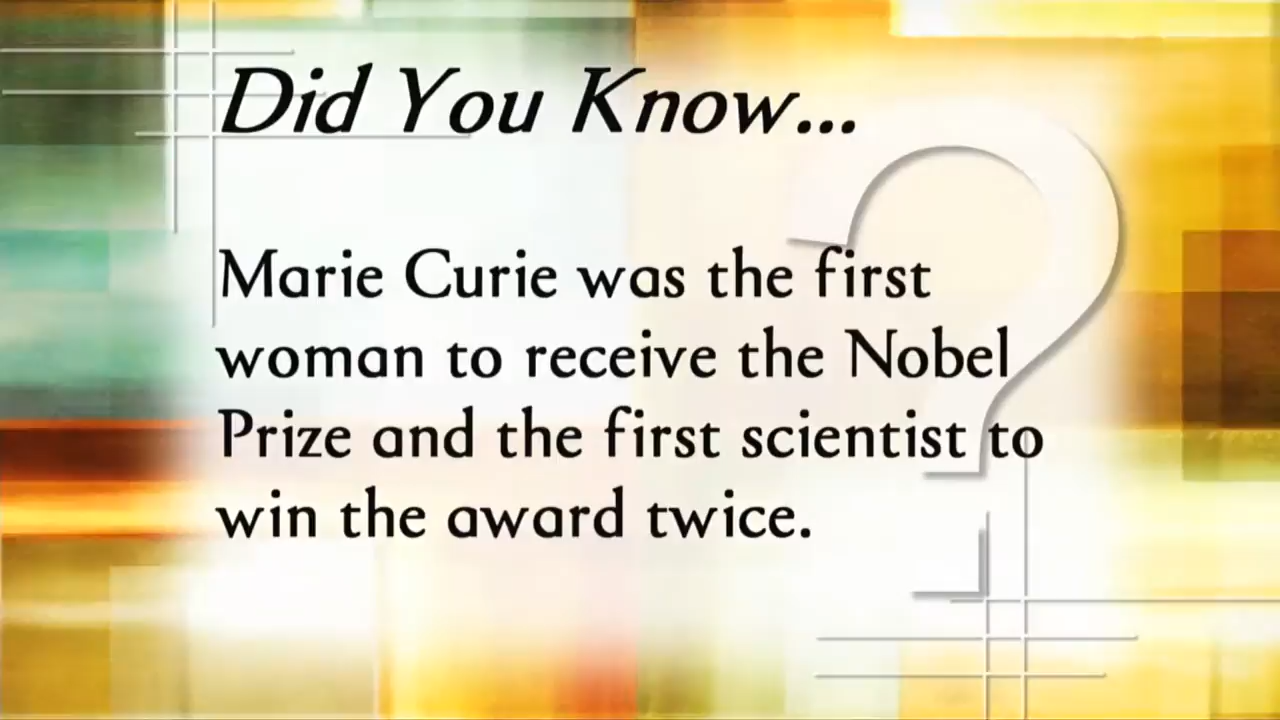 Did You Know...
Marie Curie was the first
woman to receive the Nobel
Prize and the first scientist to
win the award twice.